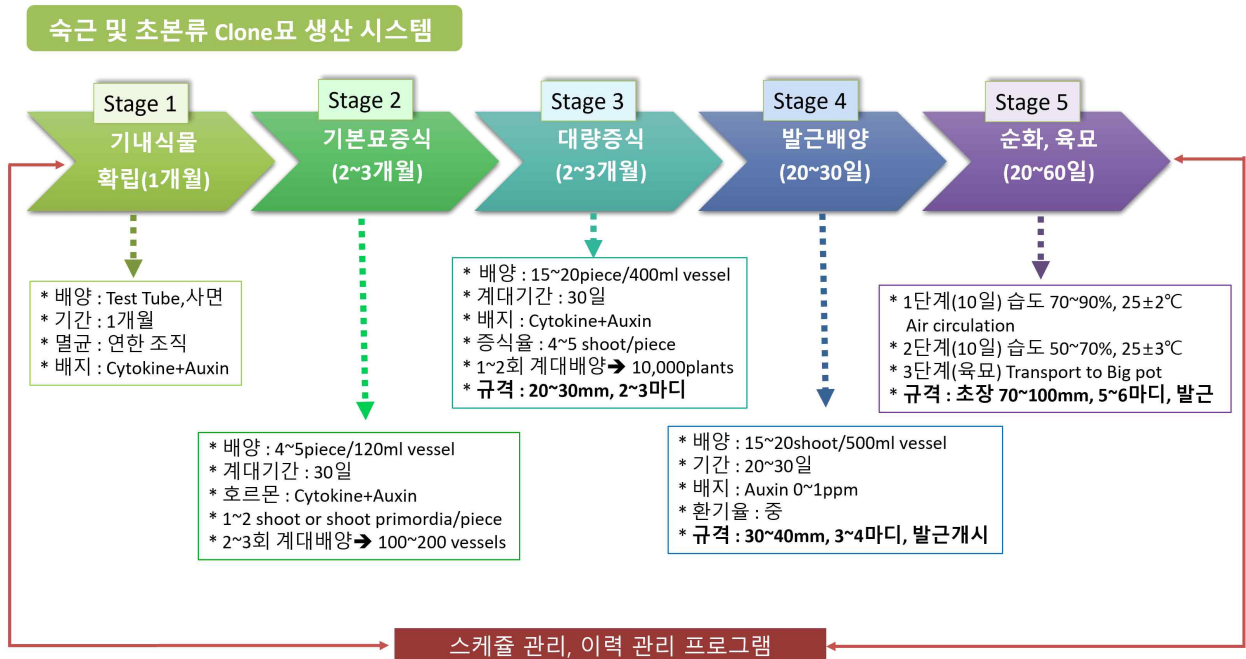 숙근 및 초본류 Clone묘 생산 시스템
Stage 1
기내식물
확립(1개월)
Stage 2
기본묘증식
(2~3개월)
Stage 3
대량증식
(2~3개월)
Stage 4
발근배양
(20~30일)
Stage 5
순화, 육묘
(20~60일)
* 배양 : Test Tube,사면
* 기간 : 1개월
* 멸균 : 연한 조직
* 배지 : Cytokine+Auxin
* 배양 : 4~5piece/120ml vessel
* 계대기간 : 30일
* 호르몬 : Cytokine+Auxin
* 1~2 shoot or shoot primordia/piece
* 2~3회 계대배양➔ 100~200 vessels
* 배양 : 15~20piece/400ml vessel
* 계대기간 : 30일
* 배지 : Cytokine+Auxin
* 증식율 : 4~5 shoot/piece
* 1~2회 계대배양➔ 10,000plants
* 규격 : 20~30mm, 2~3마디
* 배양 : 15~20shoot/500ml vessel
* 기간 : 20~30일
* 배지 : Auxin 0~1ppm
* 환기율 : 중
* 규격 : 30~40mm, 3~4마디, 발근개시
* 1단계(10일) 습도 70~90%, 25±2℃
Air circulation
* 2단계(10일) 습도 50~70%, 25±3℃
* 3단계(육묘) Transport to Big pot
* 규격 : 초장 70~100mm, 5~6마디, 발근
스케쥴 관리, 이력 관리 프로그램